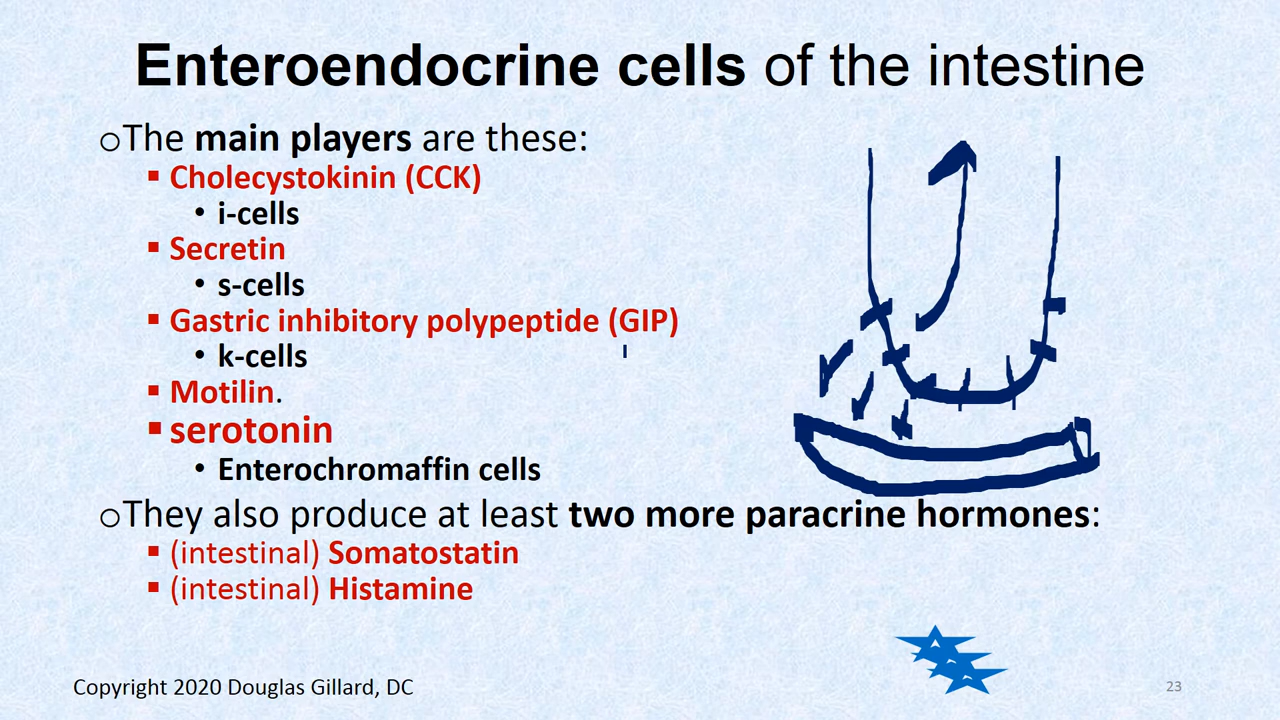 Enteroendocrine cells of the intestine
The main players are these:
Cholecystokinin (CCK)
i-cells
Secretin
s-cells
Gastric inhibitory polypeptide (GIP)
k-cells
Motilin.
serotonin
Enterochromaffin cells
They also produce at least two more paracrine hormones:
(intestinal) Somatostatin
(intestinal) Histamine
Copyright 2020 Douglas Gillard, DC
23